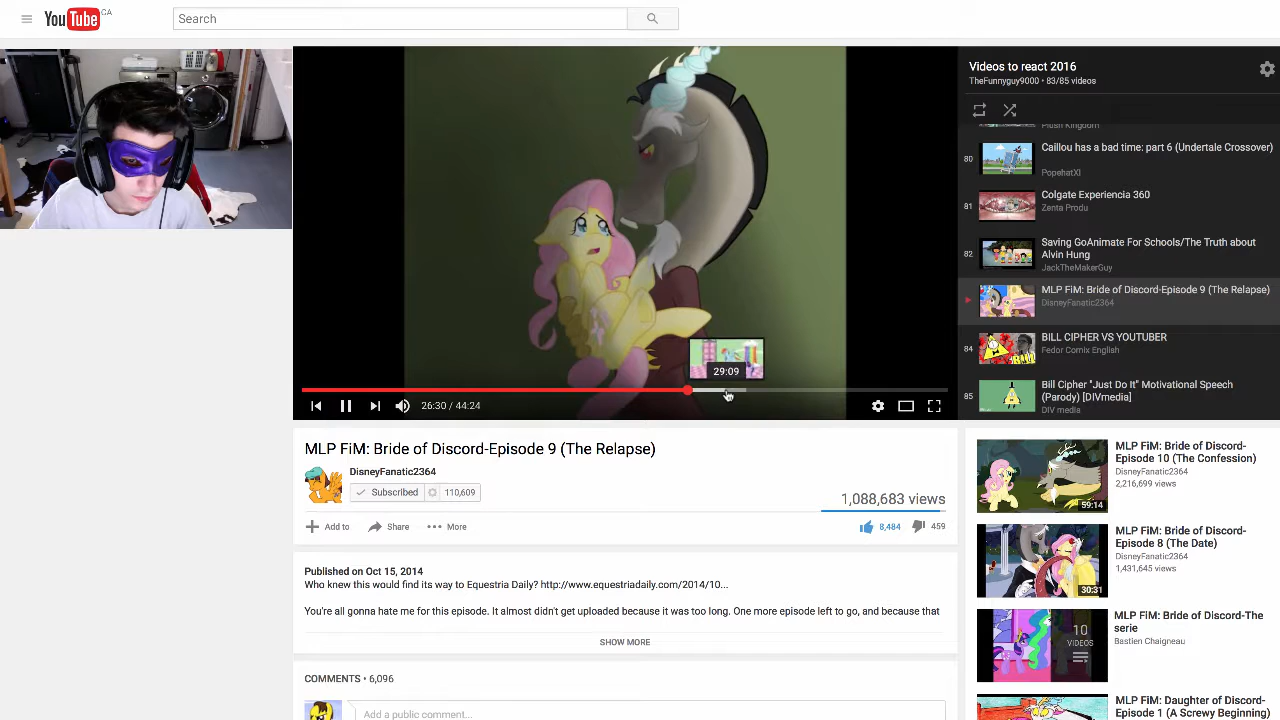 YouTube CA
Search
Videos to react 2016
TheFunnyguy9000 • 83/85 videos
Plush Kingdom
80
Caillou has a bad time: part 6 (Undertale Crossover)
PopehatXI
81
Colgate Experiencia 360
Zenta Produ
82
Saving GoAnimate For Schools/The Truth about
Alvin Hung
JackTheMakerGuy
MLP FiM: Bride of Discord-Episode 9 (The Relapse)
DisneyFanatic2364
84
BILL CIPHER VS YOUTUBER
Fedor Comix English
85
Bill Cipher "Just Do It" Motivational Speech
(Parody) [DIVmedia]
DIV media
29:09
26:30 / 44:24
MLP FiM: Bride of Discord-Episode 9 (The Relapse)
DisneyFanatic2364
Subscribed 110,609
1,088,683 views
Add to Share More
8,484 459
Published on Oct 15, 2014
Who knew this would find its way to Equestria Daily? http://www.equestriadaily.com/2014/10...
You're all gonna hate me for this episode. It almost didn't get uploaded because it was too long. One more episode left to go, and because that
SHOW MORE
COMMENTS • 6,096
Add a public comment...
MLP FiM: Bride of Discord-
Episode 10 (The Confession)
DisneyFanatic2364
2,216,699 views
59:14
MLP FiM: Bride of Discord-
Episode 8 (The Date)
DisneyFanatic2364
1,431,645 views
30:31
MLP FiM: Bride of Discord-The
serie
Bastien Chaigneau
10
VIDEOS
MLP FiM: Daughter of Discord-
Episode 1 (A Screwy Beginning)